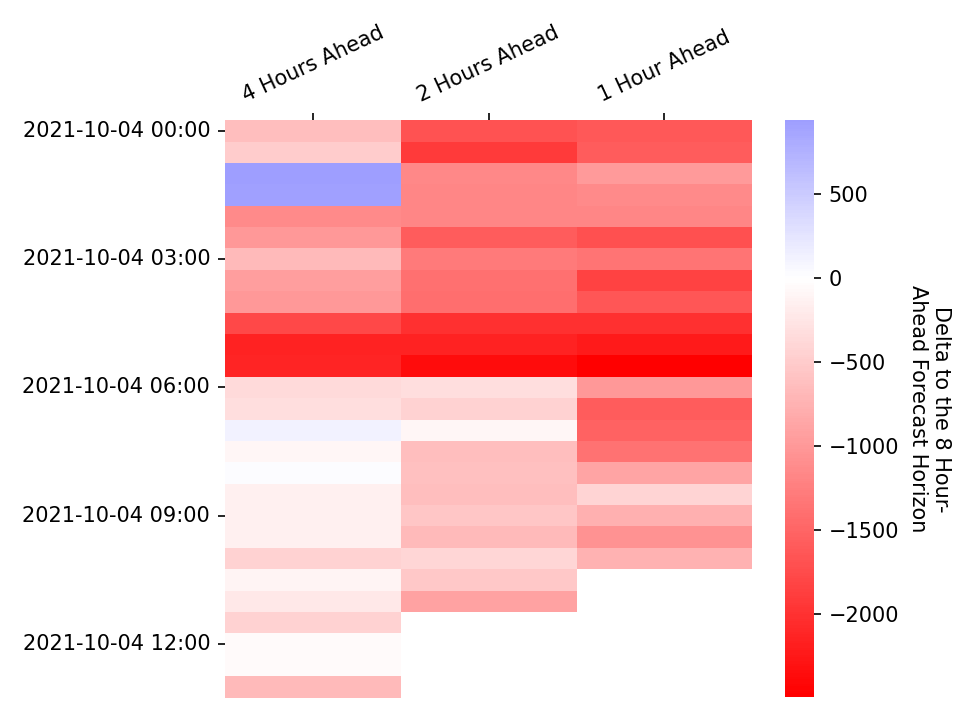 4 Hours Ahead
2 Hours Ahead
1 Hour Ahead
2021-10-04 00:00
2021-10-04 03:00
2021-10-04 06:00
2021-10-04 09:00
2021-10-04 12:00
500
0
−500
−1000
−1500
−2000
Delta to the 8 Hour-
Ahead Forecast Horizon